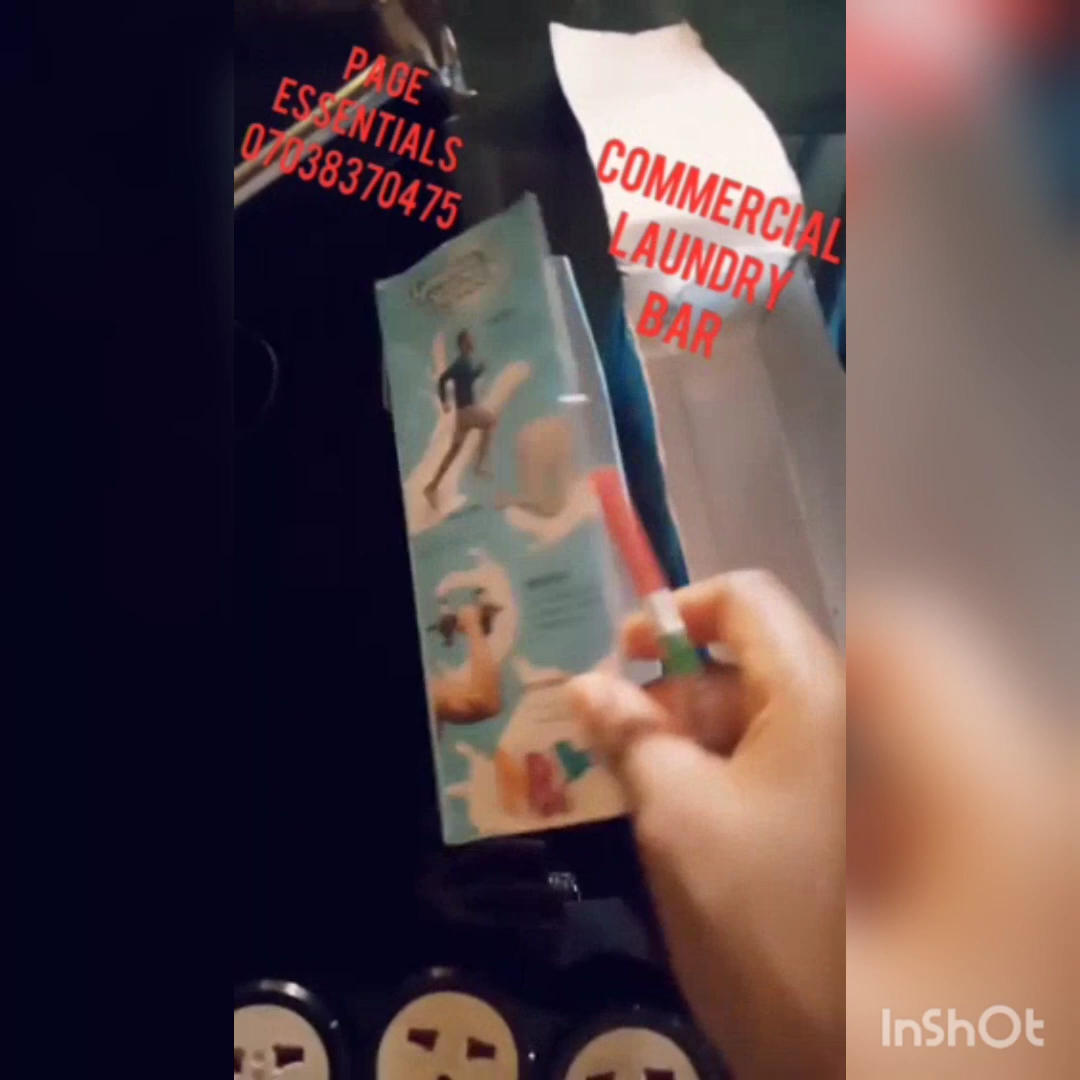 PAGE
ESSENTIALS
07038370475
COMMERCIAL
LAUNDRY
BAR
InShOt